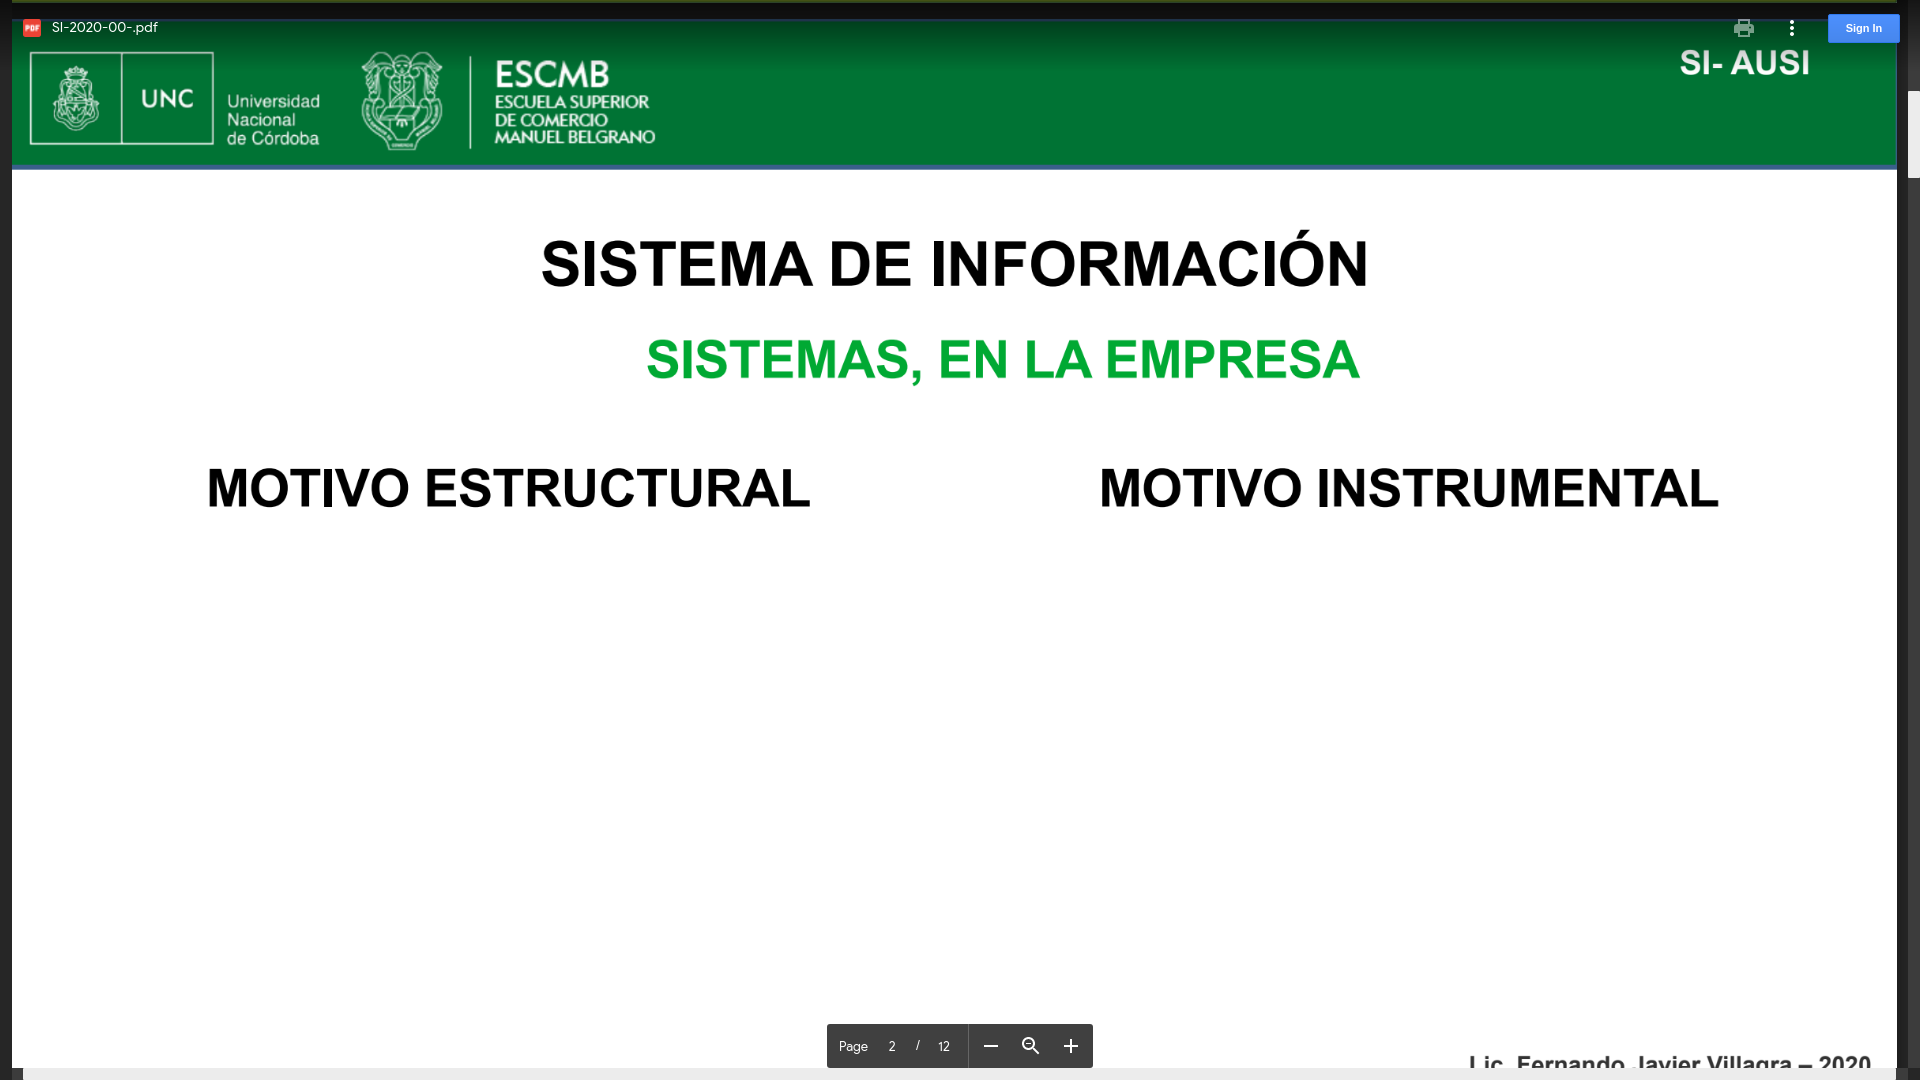 SI-2020-00-.pdf
Sign In
SI- AUSI
UNC
Universidad
Nacional
de Córdoba
ESCMB
ESCUELA SUPERIOR
DE COMERCIO
MANUEL BELGRANO
SISTEMA DE INFORMACIÓN
SISTEMAS, EN LA EMPRESA
MOTIVO ESTRUCTURAL
MOTIVO INSTRUMENTAL
Page 2 / 12
Lic. Fernando Javier Villagra – 2020